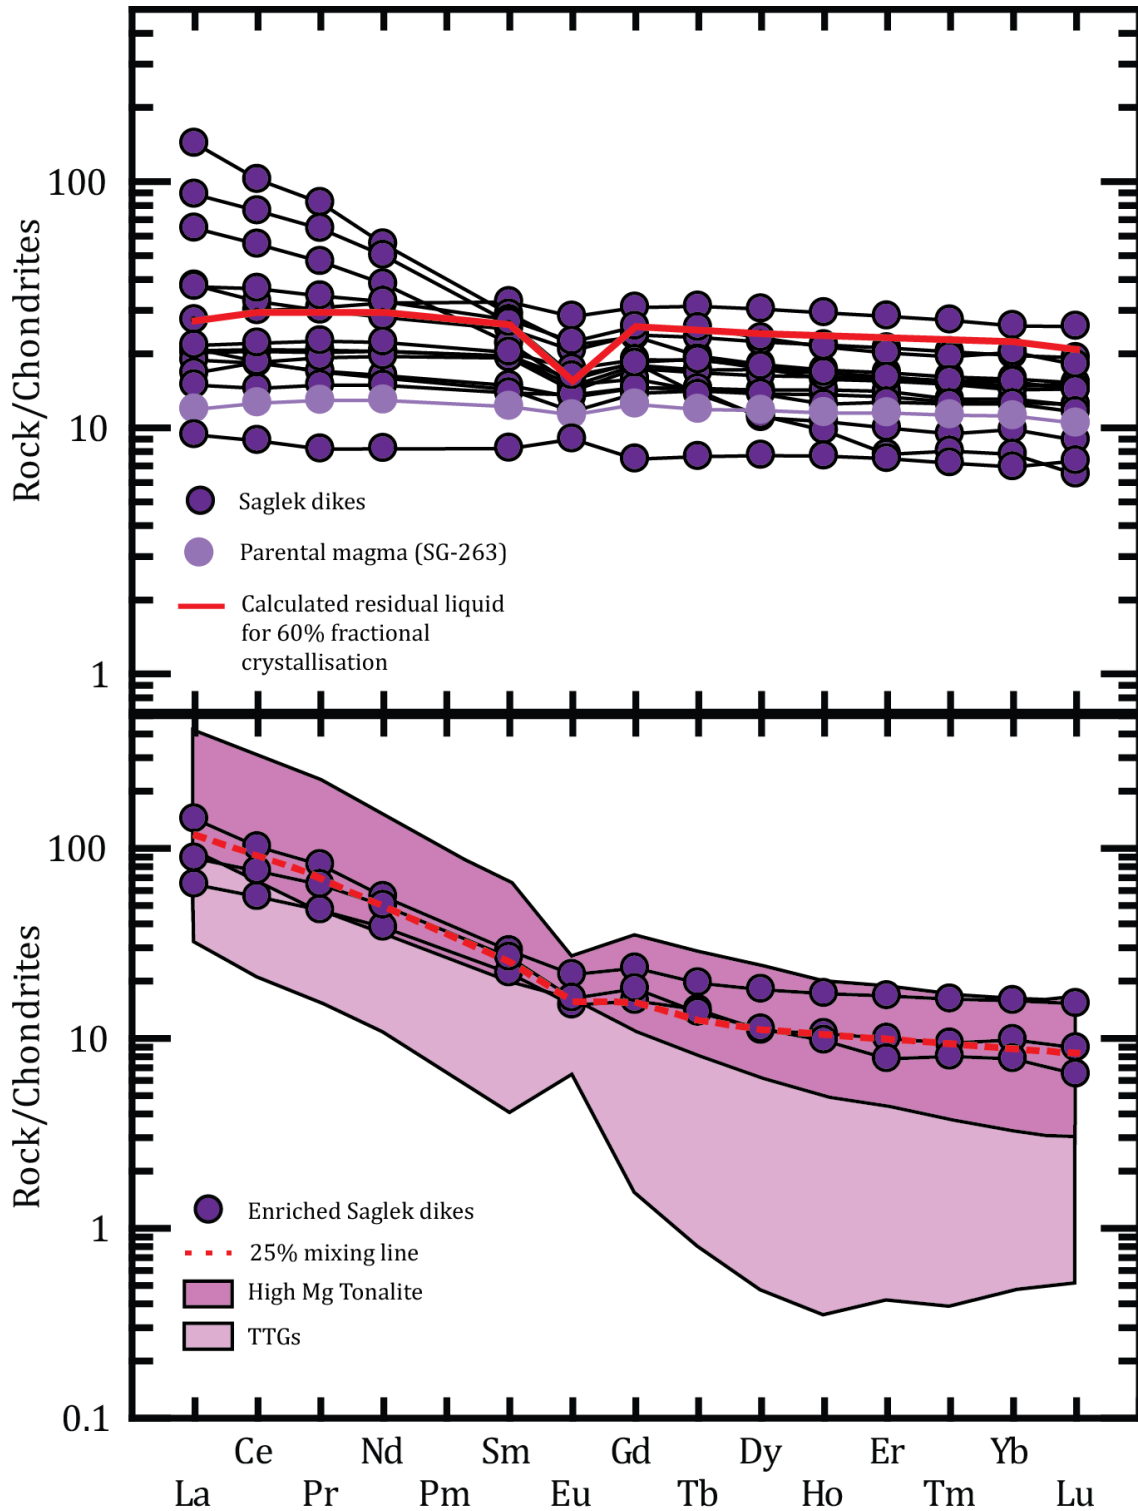 Rock/Chondrites
100
10
1
Saglek dikes
Parental magma (SG-263)
Calculated residual liquid
for 60% fractional
crystallisation
Rock/Chondrites
100
10
1
0.1
Enriched Saglek dikes
25% mixing line
High Mg Tonalite
TTGs
Ce Nd Sm Gd Dy Er Yb
La Pr Pm Eu Tb Ho Tm Lu